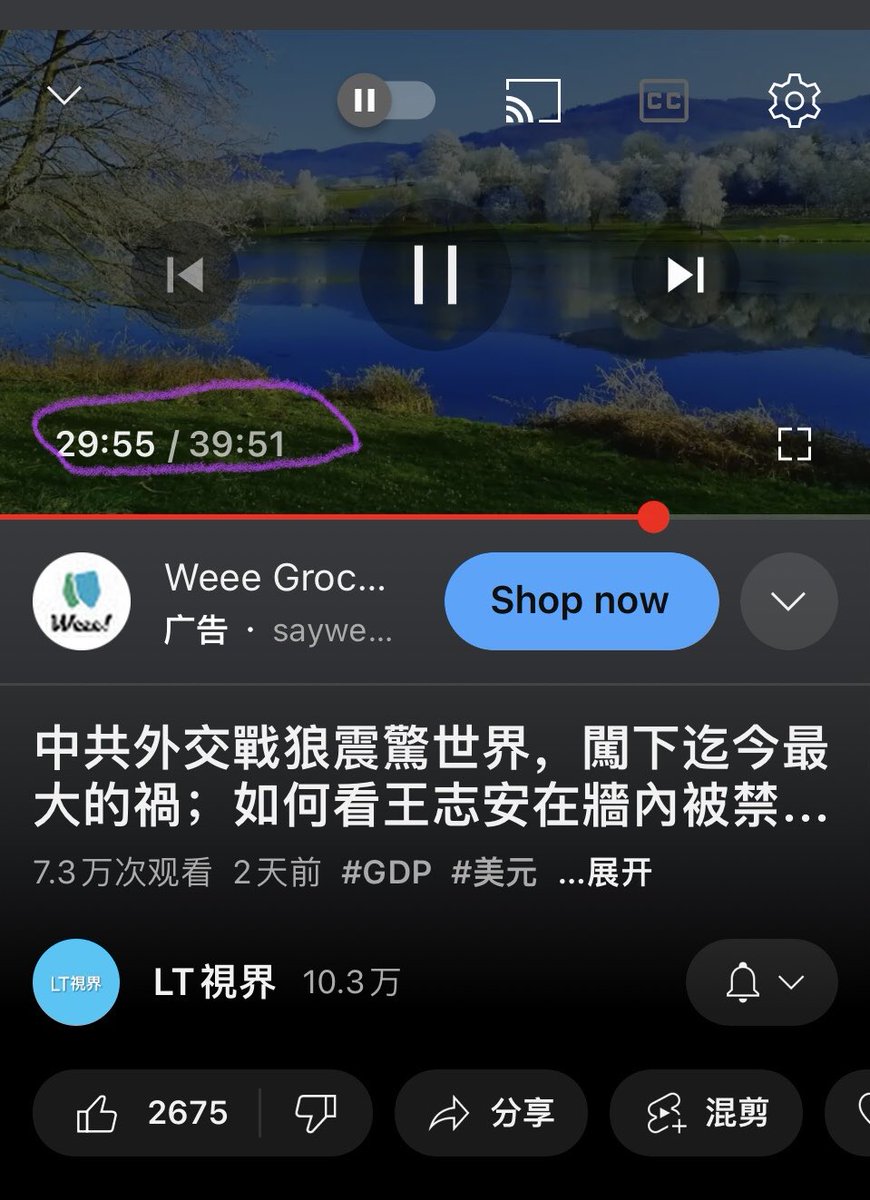 CC
29:55 / 39:51
Weee Groc...
Weee!
广告 · saywe...
Shop now
中共外交戰狼震驚世界，闖下迄今最
大的禍；如何看王志安在牆內被禁...
7.3万次观看 2天前 #GDP #美元 ...展开
LT視界
LT視界 10.3万
2675
分享
混剪